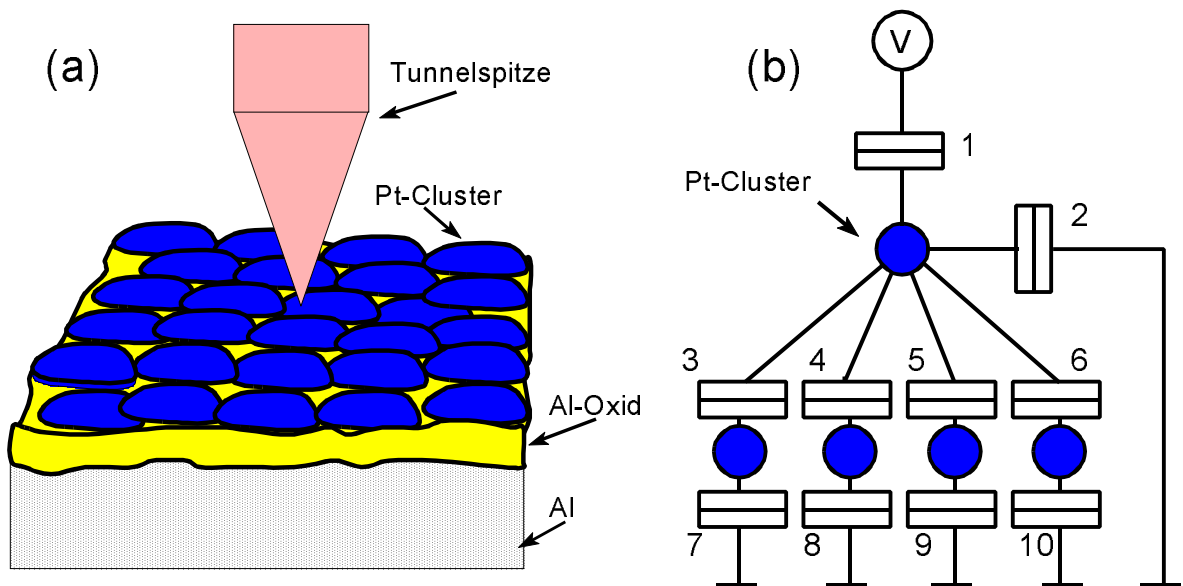 (a)
Tunnelspitze
Pt-Cluster
Al-Oxid
Al
(b)
V
1
Pt-Cluster
2
3
4
5
6
7
8
9
10